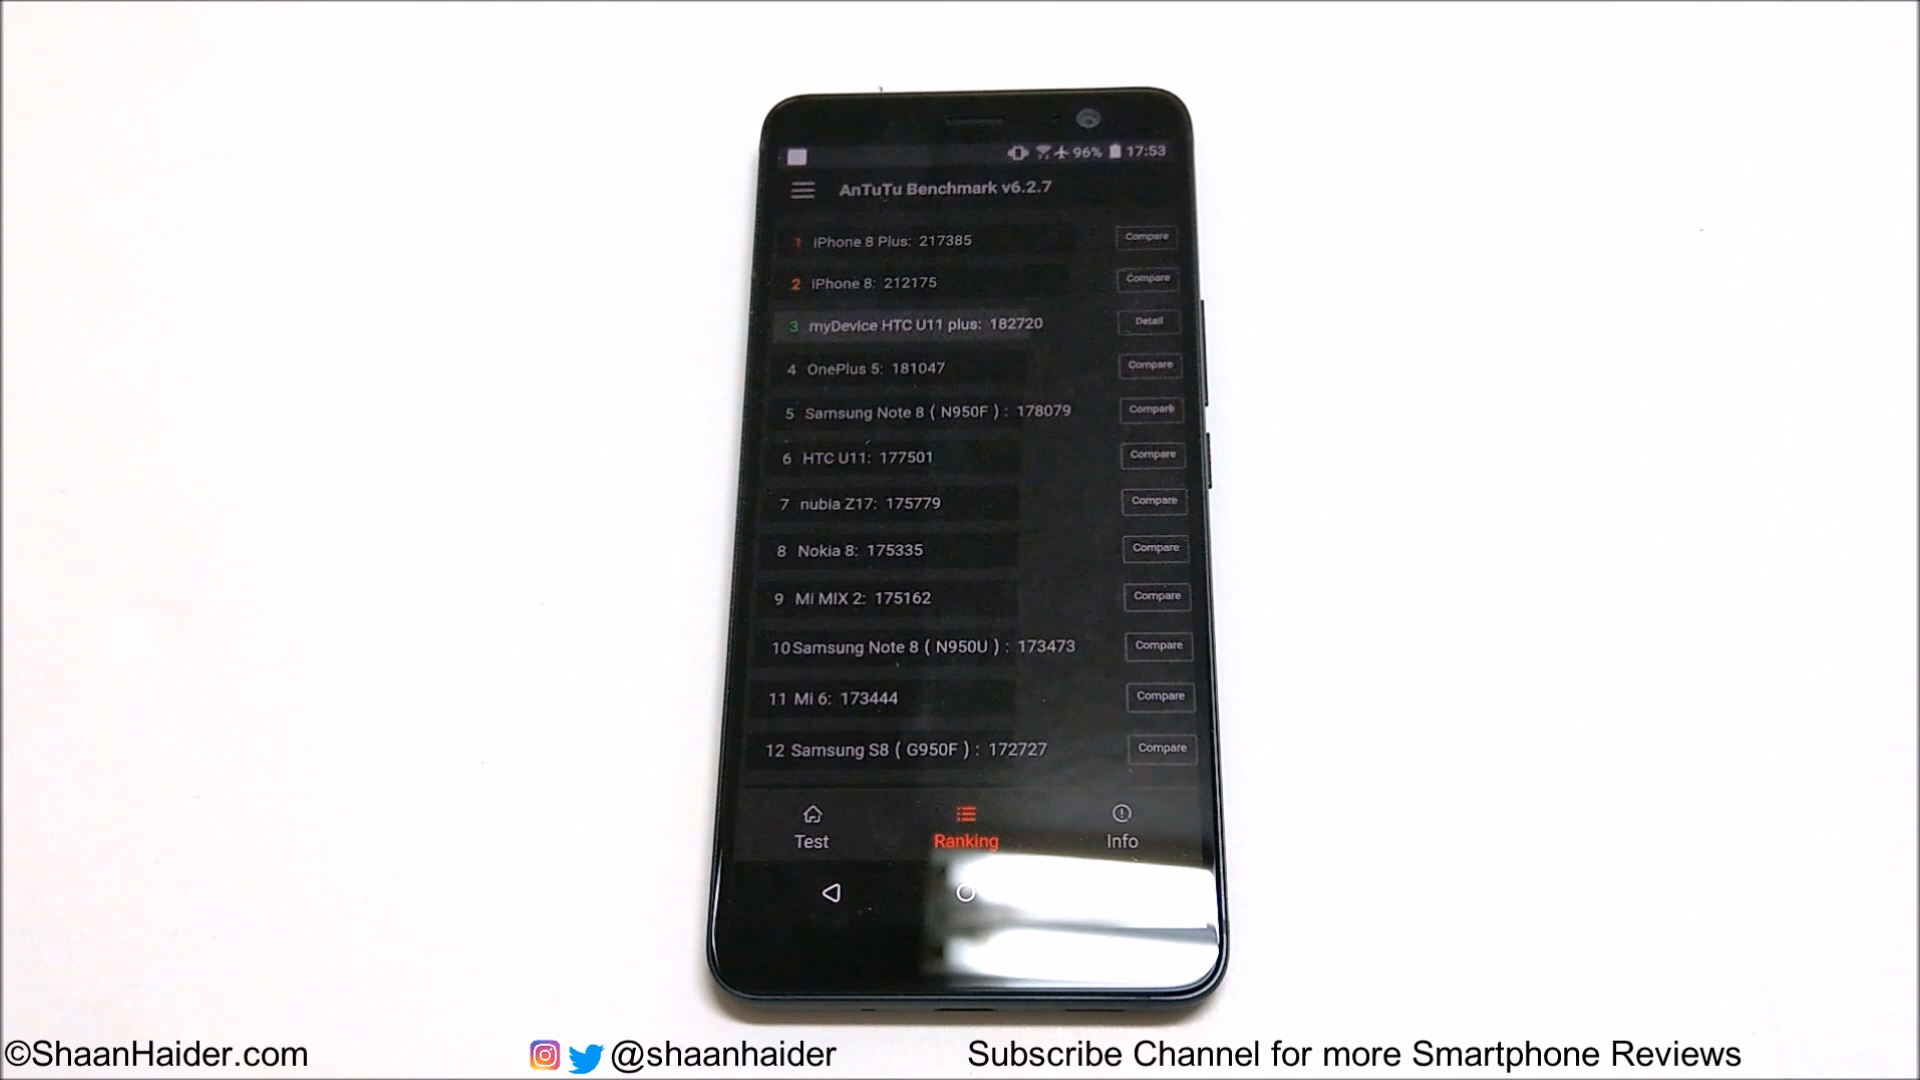 96% 17:53
AnTuTu Benchmark v6.2.7
1 iPhone 8 Plus: 217385 Compare
2 iPhone 8: 212175 Compare
3 myDevice HTC U11 plus: 182720 Detail
4 OnePlus 5: 181047 Compare
5 Samsung Note 8 ( N950F ) : 178079 Compare
6 HTC U11: 177501 Compare
7 nubia Z17: 175779 Compare
8 Nokia 8: 175335 Compare
9 Mi MIX 2: 175162 Compare
10 Samsung Note 8 ( N950U ) : 173473 Compare
11 Mi 6: 173444 Compare
12 Samsung S8 ( G950F ) : 172727 Compare
Test Ranking Info
©ShaanHaider.com @shaanhaider Subscribe Channel for more Smartphone Reviews